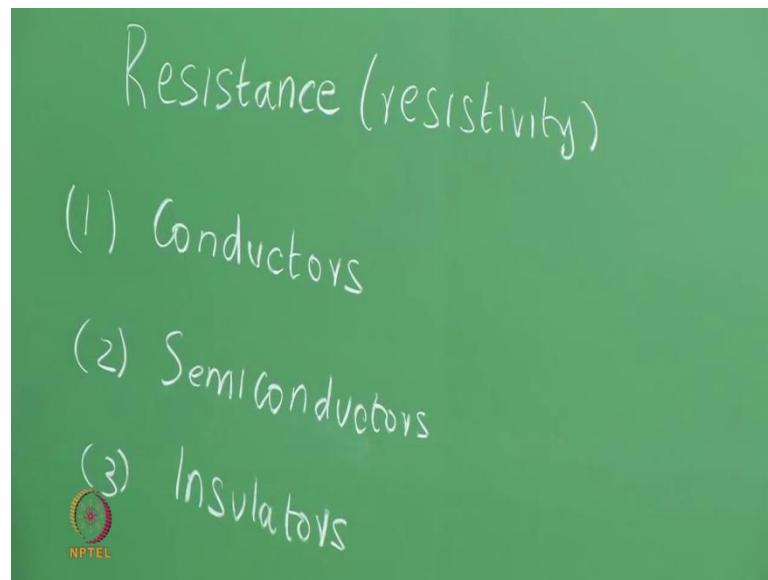 Resistance (resistivity)
(1) Conductors
(2) Semiconductors
(3) Insulators
NPTEL